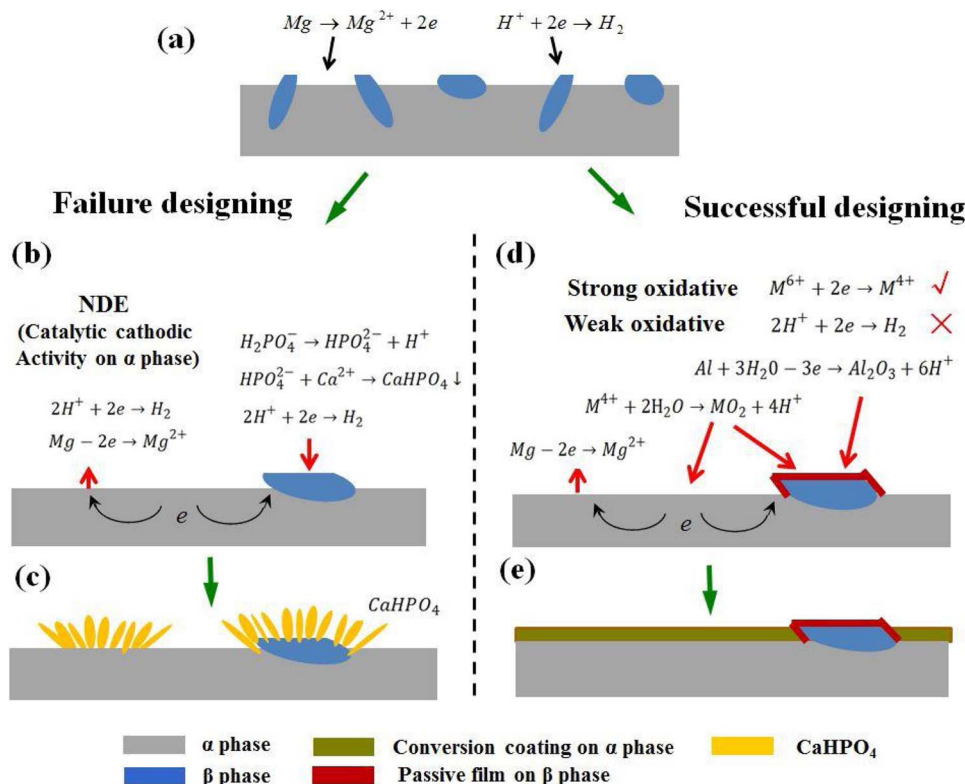 (a)
Mg → Mg²⁺ + 2e
H⁺ + 2e → H₂
Failure designing
Successful designing
(b)
NDE
(Catalytic cathodic
Activity on α phase)
2H⁺ + 2e → H₂
Mg − 2e → Mg²⁺
H₂PO₄⁻ → HPO₄²⁻ + H⁺
HPO₄²⁻ + Ca²⁺ → CaHPO₄ ↓
2H⁺ + 2e → H₂
e
(c)
CaHPO₄
(d)
Strong oxidative M⁶⁺ + 2e → M⁴⁺ √
Weak oxidative 2H⁺ + 2e → H₂ ×
Al + 3H₂0 − 3e → Al₂O₃ + 6H⁺
M⁴⁺ + 2H₂O → MO₂ + 4H⁺
Mg − 2e → Mg²⁺
e
(e)
α phase
Conversion coating on α phase
CaHPO₄
β phase
Passive film on β phase